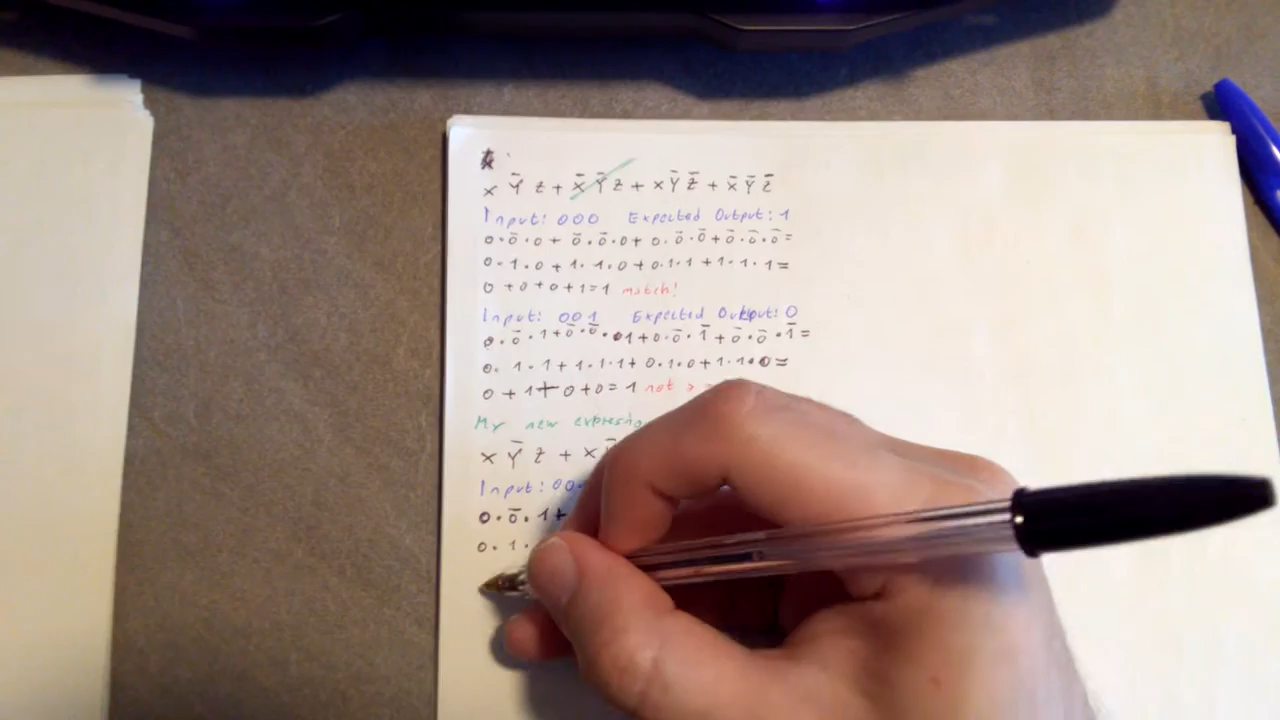 x Ȳ z + X̄ Ȳ z + x Ȳ Z̄ + X̄ Ȳ Z̄
Input: 000 Expected Output: 1
0·0̄·0+ 0̄·0̄·0+ 0·0̄·0̄+0̄·0̄·0̄=
0·1·0+1·1·0+0·1·1+1·1·1=
0+0+0+1=1 match!
Input: 001 Expected Output: 0
0·0̄·1+0̄·0̄·1+0·0̄·1̄+0̄·0̄·1̄=
0·1·1+1·1·1+0·1·0+1·1·0=
0+1+0+0=1 not
My new
x Ȳ z + x Ȳ
Input: 00
0·0̄·1+
0·1·